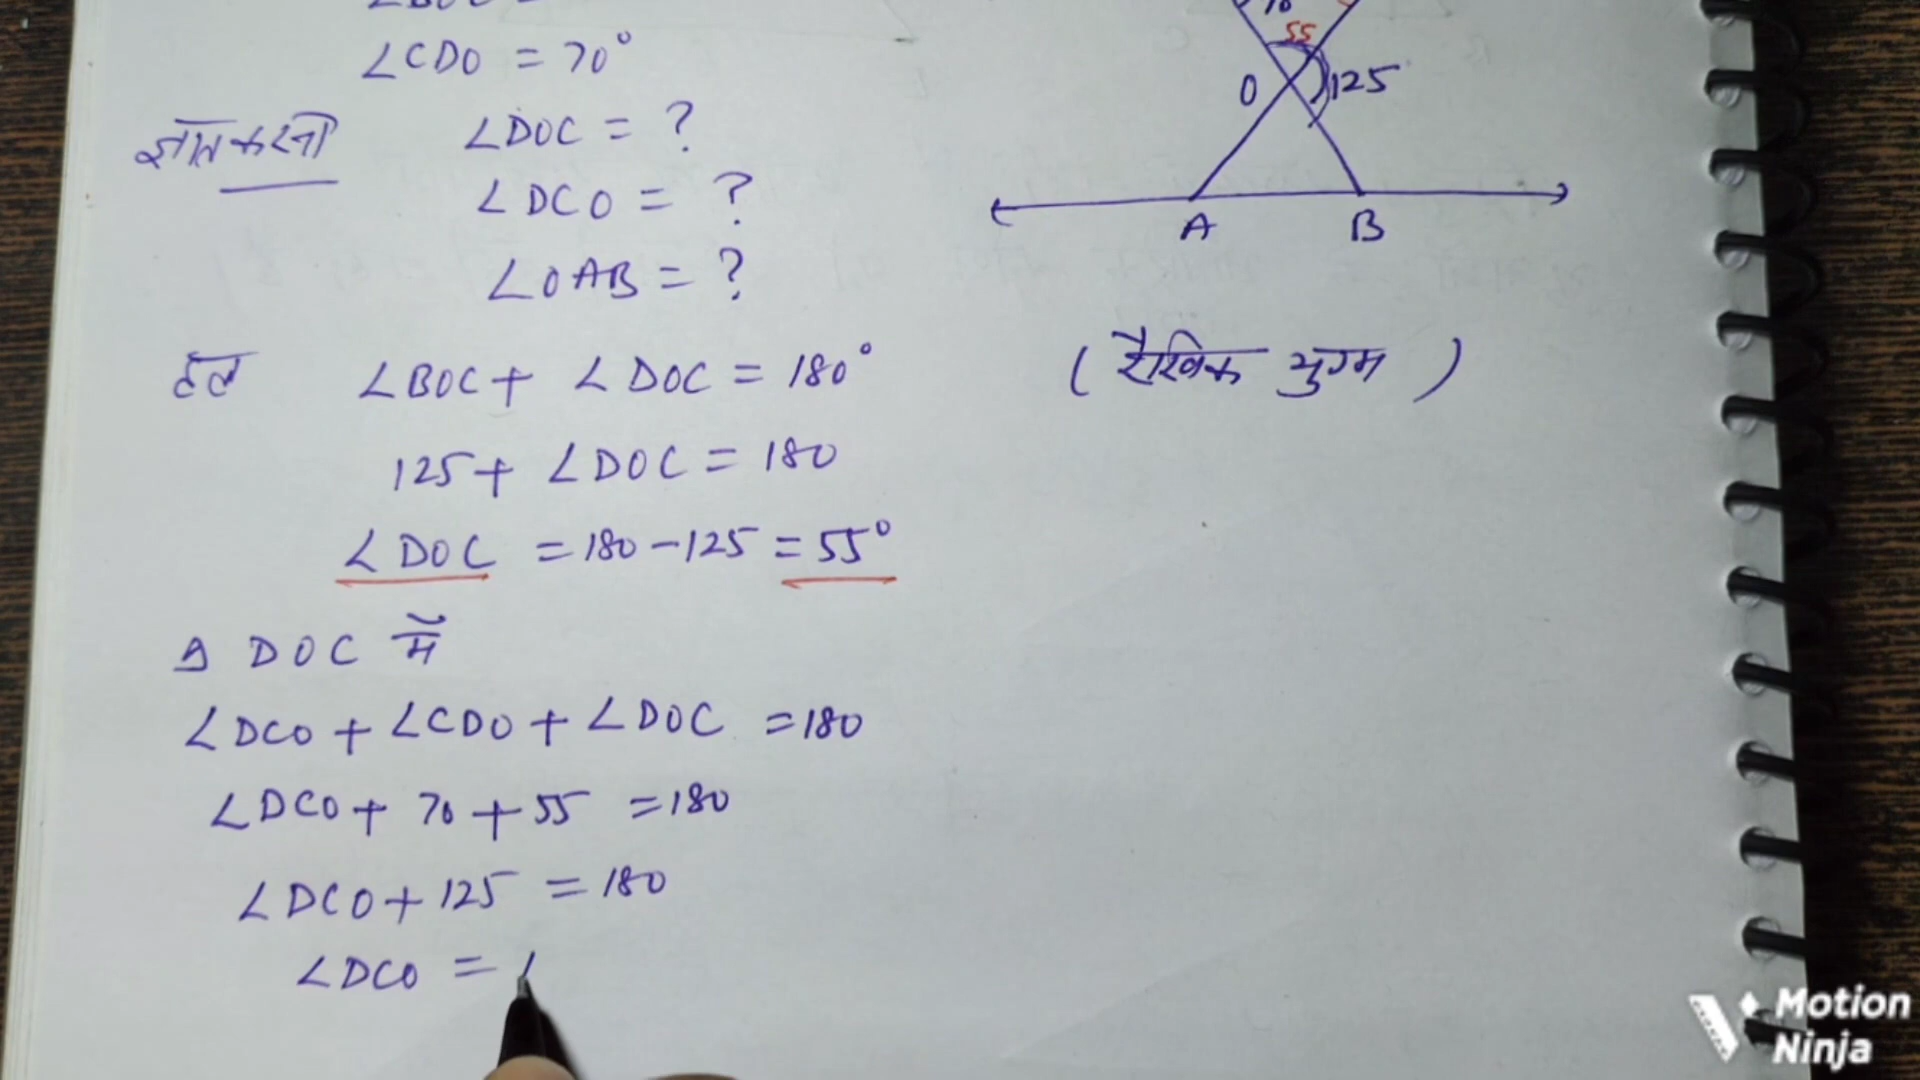 ∠CDO = 70°
ज्ञात करना ∠DOC = ?
∠DCO = ?
∠OAB = ?
55
O 125
A B
हल ∠BOC + ∠DOC = 180° (रैखिक युग्म)
125 + ∠DOC = 180
∠DOC = 180 - 125 = 55°
∆ DOC में
∠DCO + ∠CDO + ∠DOC = 180
∠DCO + 70 + 55 = 180
∠DCO + 125 = 180
∠DCO =
Motion
Ninja